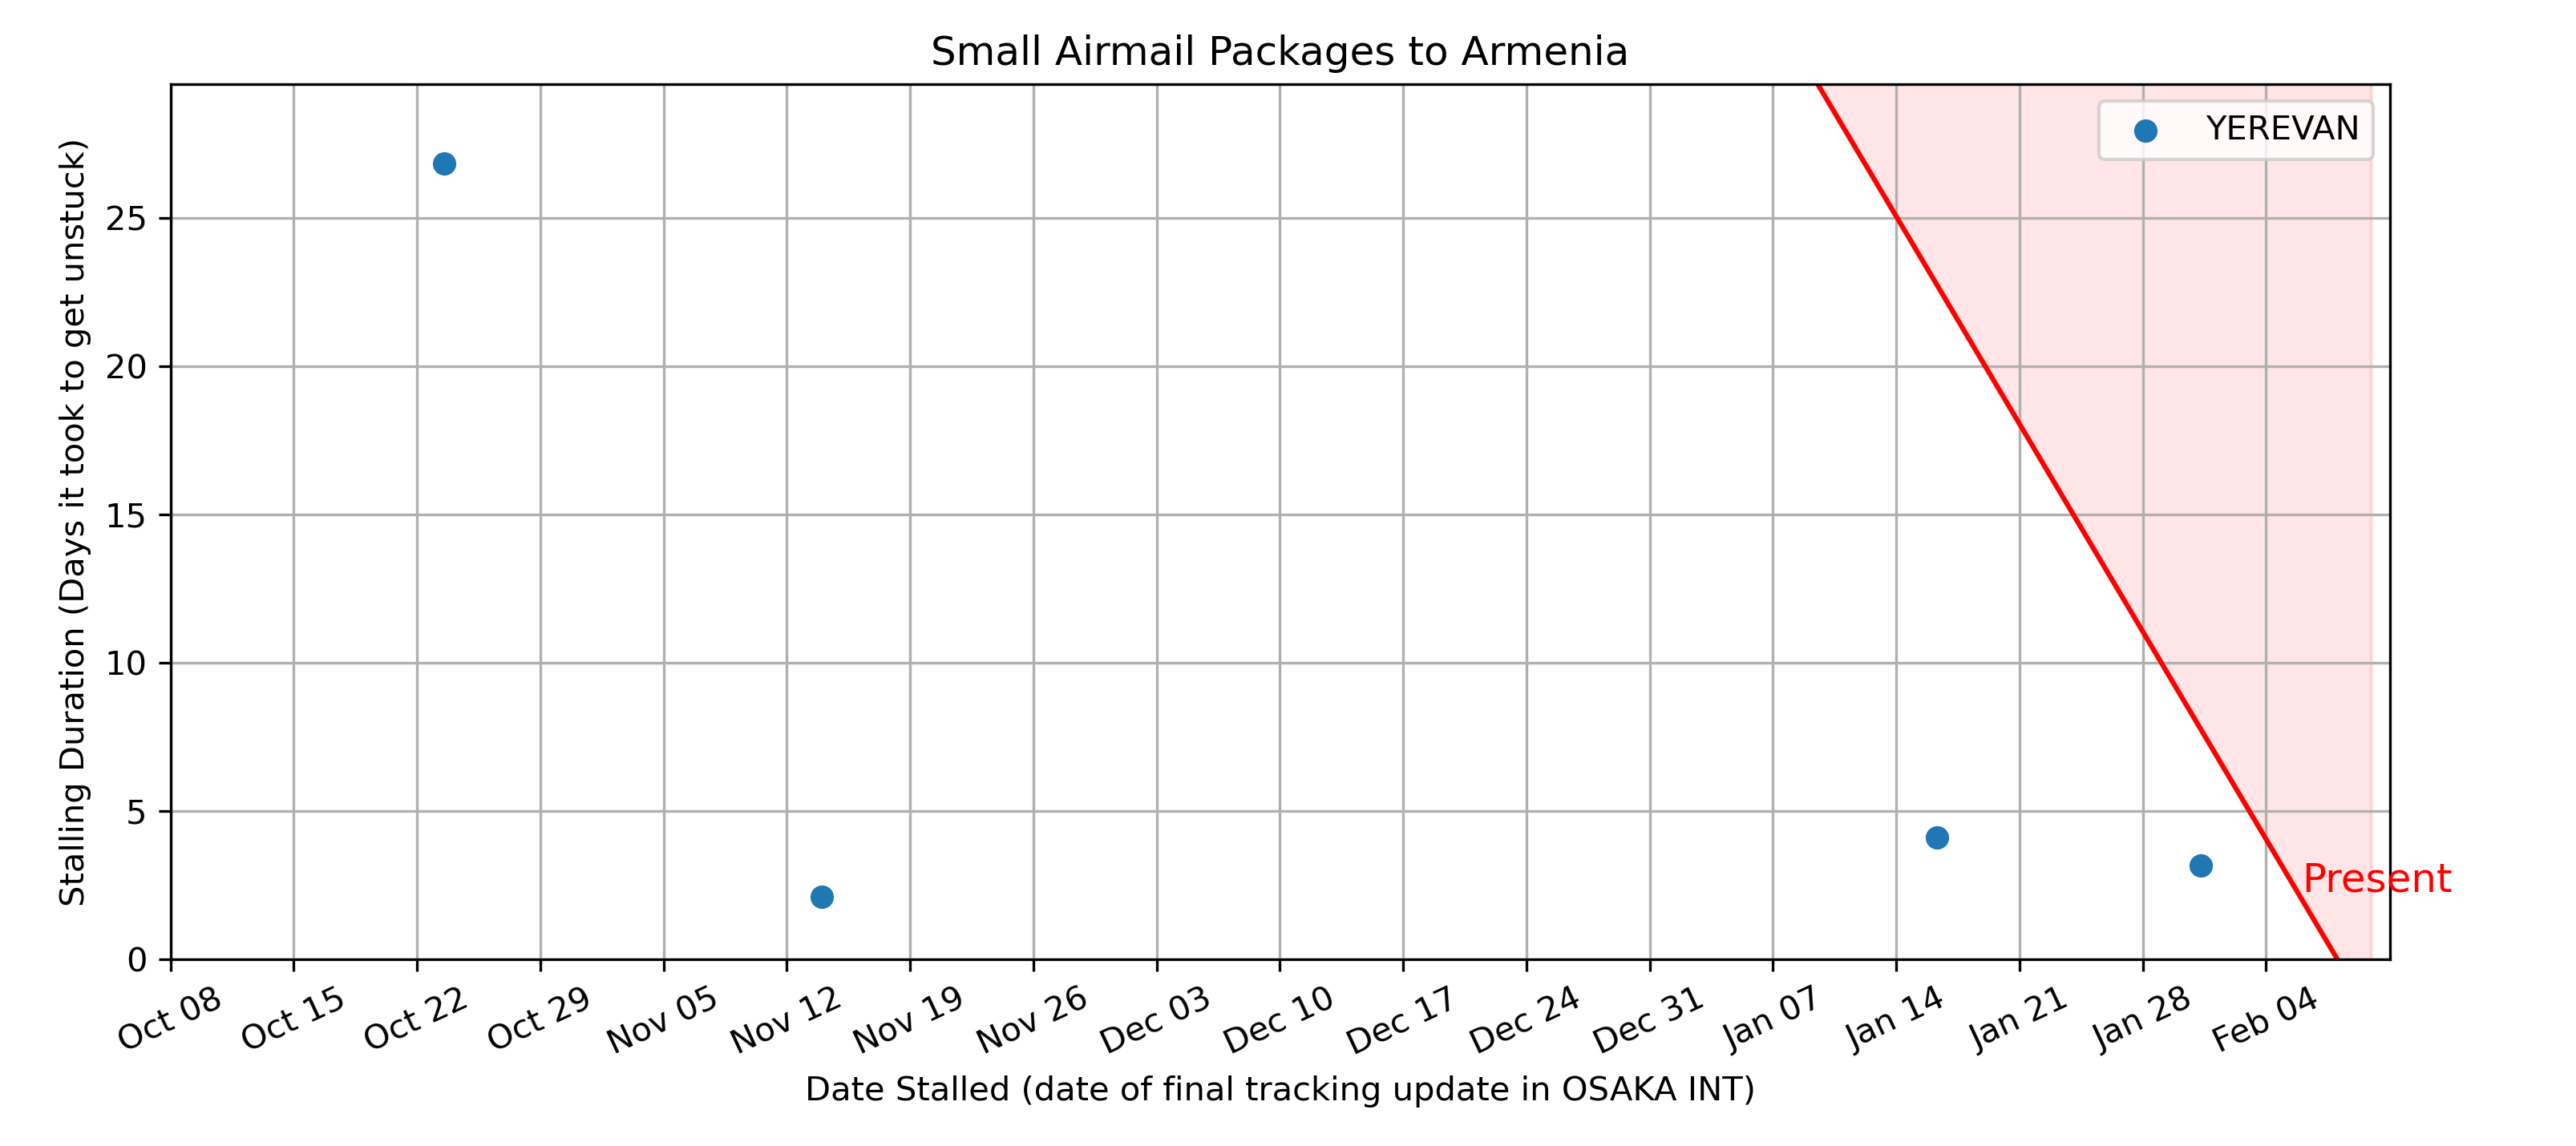 Small Airmail Packages to Armenia
YEREVAN
Stalling Duration (Days it took to get unstuck)
25
20
15
10
5
0
Present
Oct 08 Oct 15 Oct 22 Oct 29 Nov 05 Nov 12 Nov 19 Nov 26 Dec 03 Dec 10 Dec 17 Dec 24 Dec 31 Jan 07 Jan 14 Jan 21 Jan 28 Feb 04
Date Stalled (date of final tracking update in OSAKA INT)